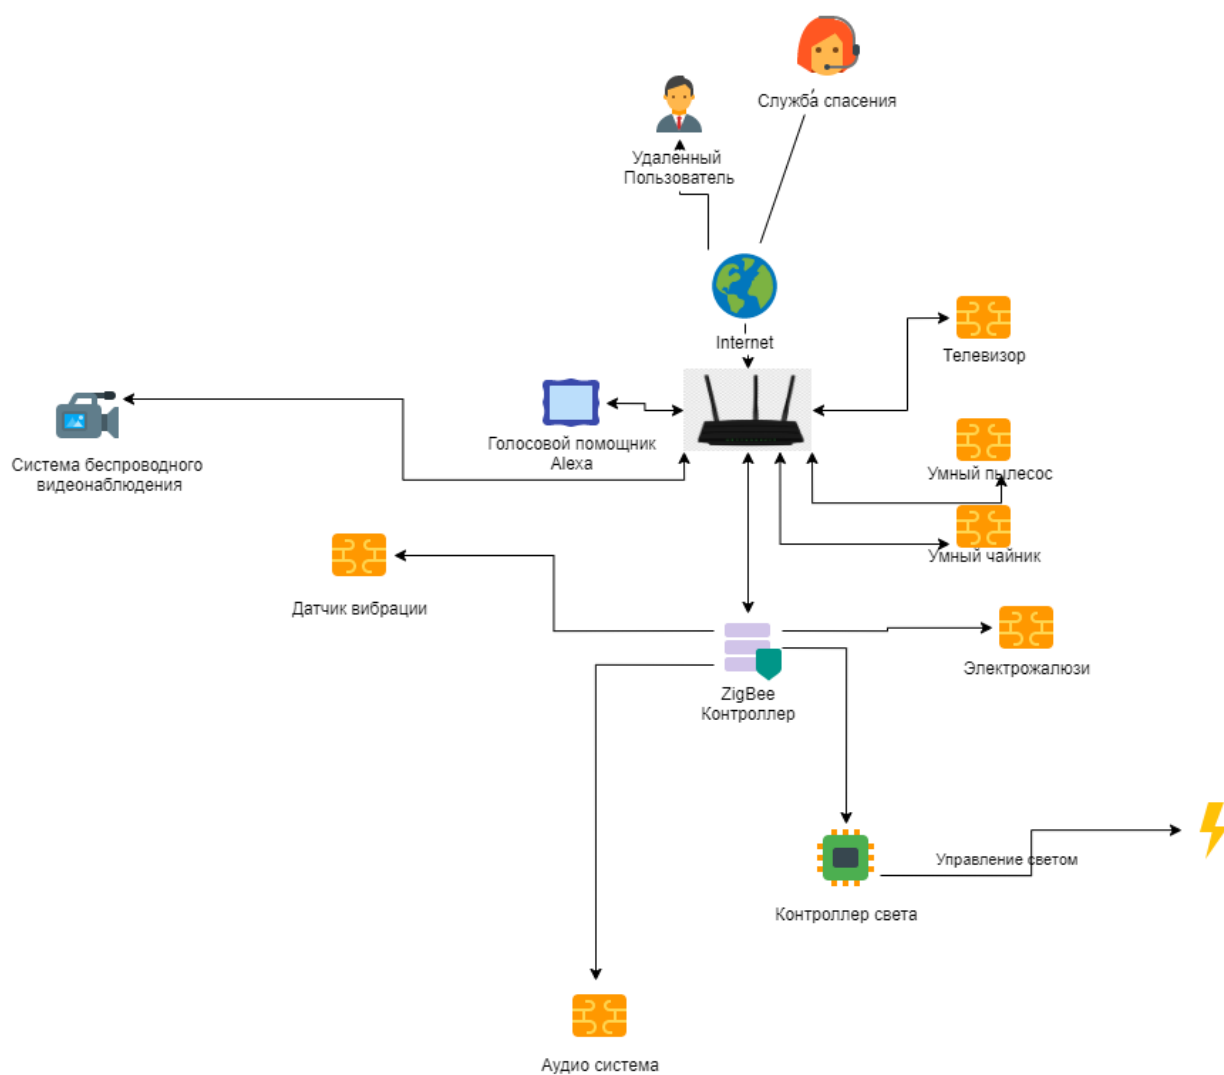 Служба спасения
Удаленный
Пользователь
Internet
Телевизор
Голосовой помощник
Alexa
Система беспроводного
видеонаблюдения
Умный пылесос
Умный чайник
Датчик вибрации
Электрожалюзи
ZigBee
Контроллер
Управление светом
Контроллер света
Аудио система